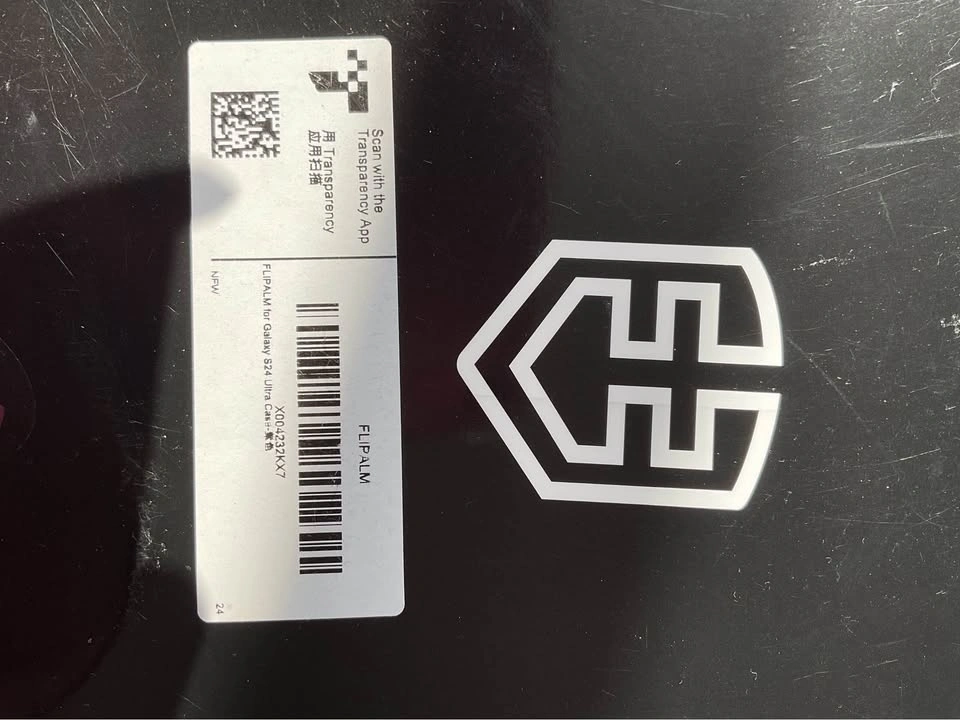 Scan with the
Transparency App
用 Transparency
应用扫描
FLIPALM
X004232KX7
FLIPALM for Galaxy S24 Ultra Case-紫色
NEW
24